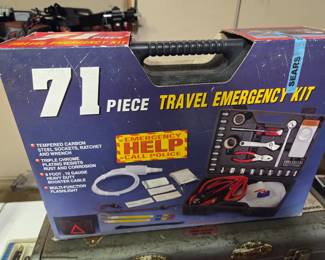 71 PIECE TRAVEL EMERGENCY KIT
SEARS
EMERGENCY
HELP
CALL POLICE
• TEMPERED CARBON
STEEL SOCKETS, RATCHET
AND WRENCH
• TRIPLE CHROME
PLATING RESISTS
RUST AND CORROSION
• 8 FOOT, 10 GAUGE
HEAVY DUTY
BOOSTER CABLE
• MULTI-FUNCTION
FLASHLIGHT